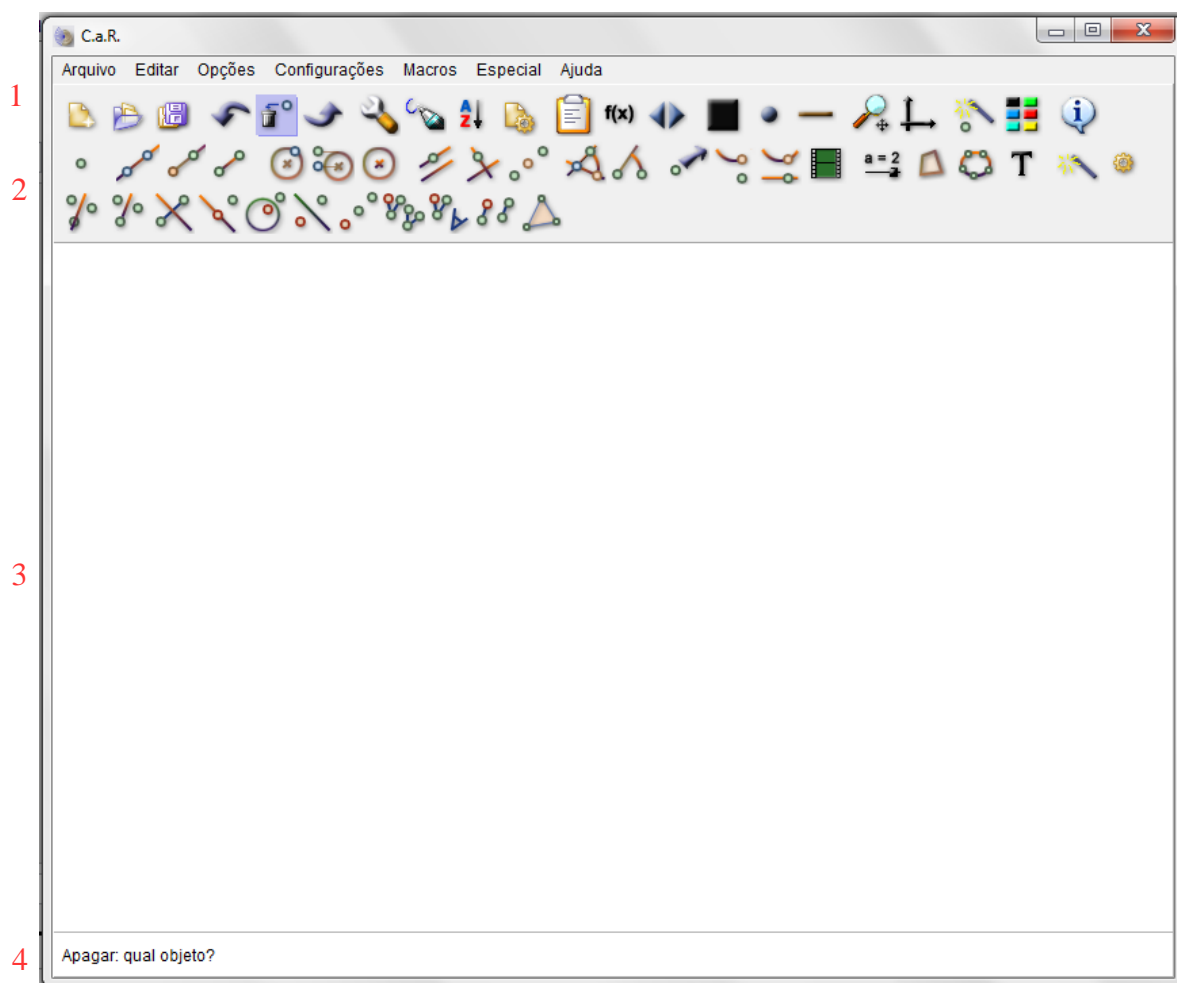 C.a.R.
Arquivo Editar Opções Configurações Macros Especial Ajuda
1
A
Z
f(x)
i
2
a = 2
T
3
4
Apagar: qual objeto?